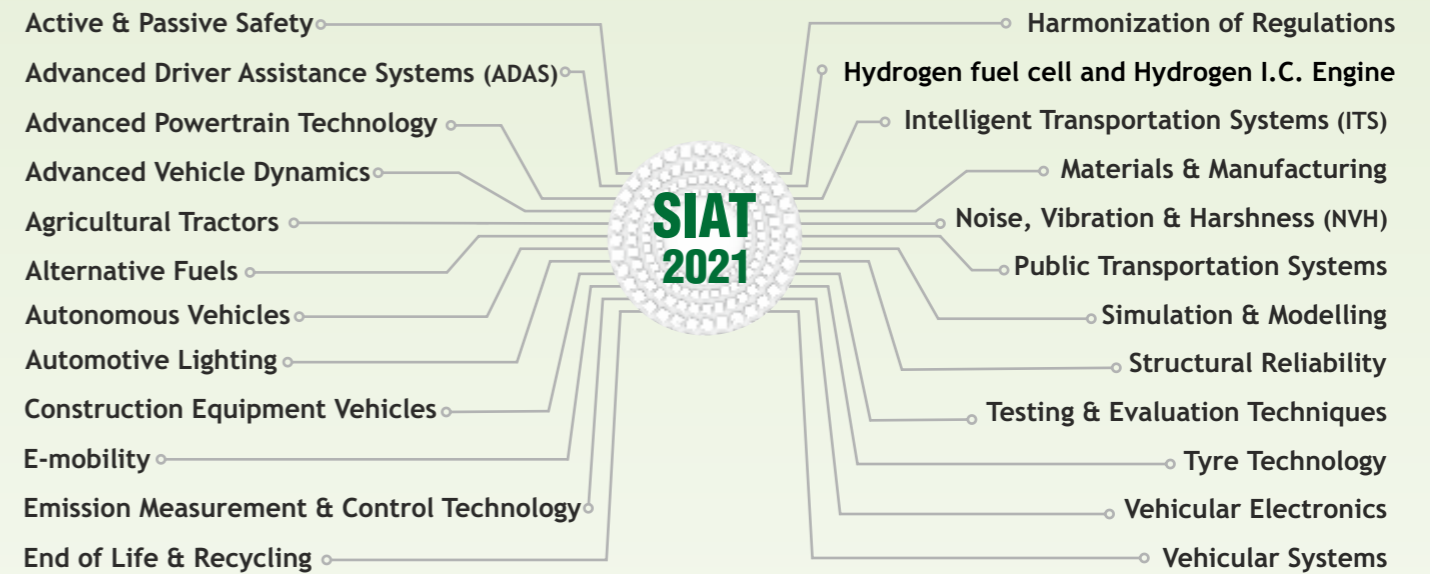 Active & Passive Safety
Advanced Driver Assistance Systems (ADAS)
Advanced Powertrain Technology
Advanced Vehicle Dynamics
Agricultural Tractors
Alternative Fuels
Autonomous Vehicles
Automotive Lighting
Construction Equipment Vehicles
E-mobility
Emission Measurement & Control Technology
End of Life & Recycling
SIAT
2021
Harmonization of Regulations
Hydrogen fuel cell and Hydrogen I.C. Engine
Intelligent Transportation Systems (ITS)
Materials & Manufacturing
Noise, Vibration & Harshness (NVH)
Public Transportation Systems
Simulation & Modelling
Structural Reliability
Testing & Evaluation Techniques
Tyre Technology
Vehicular Electronics
Vehicular Systems